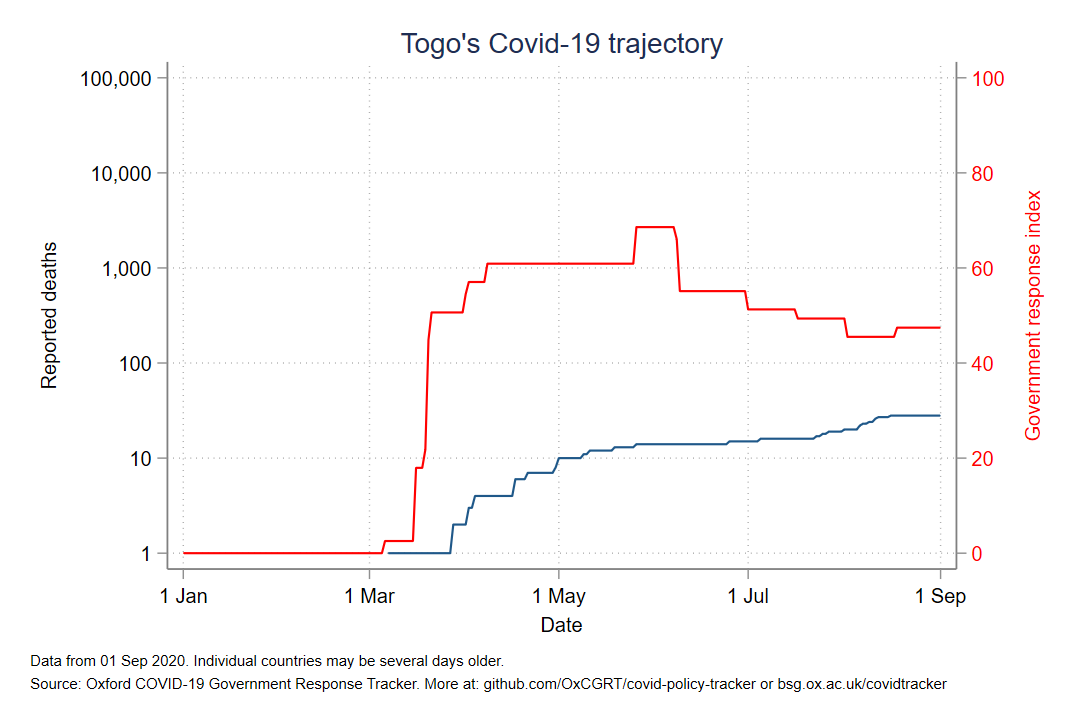 Togo's Covid-19 trajectory
100,000
10,000
1,000
100
10
1
Reported deaths
100
80
60
40
20
0
Government response index
1 Jan
1 Mar
1 May
1 Jul
1 Sep
Date
Data from 01 Sep 2020. Individual countries may be several days older.
Source: Oxford COVID-19 Government Response Tracker. More at: github.com/OxCGRT/covid-policy-tracker or bsg.ox.ac.uk/covidtracker